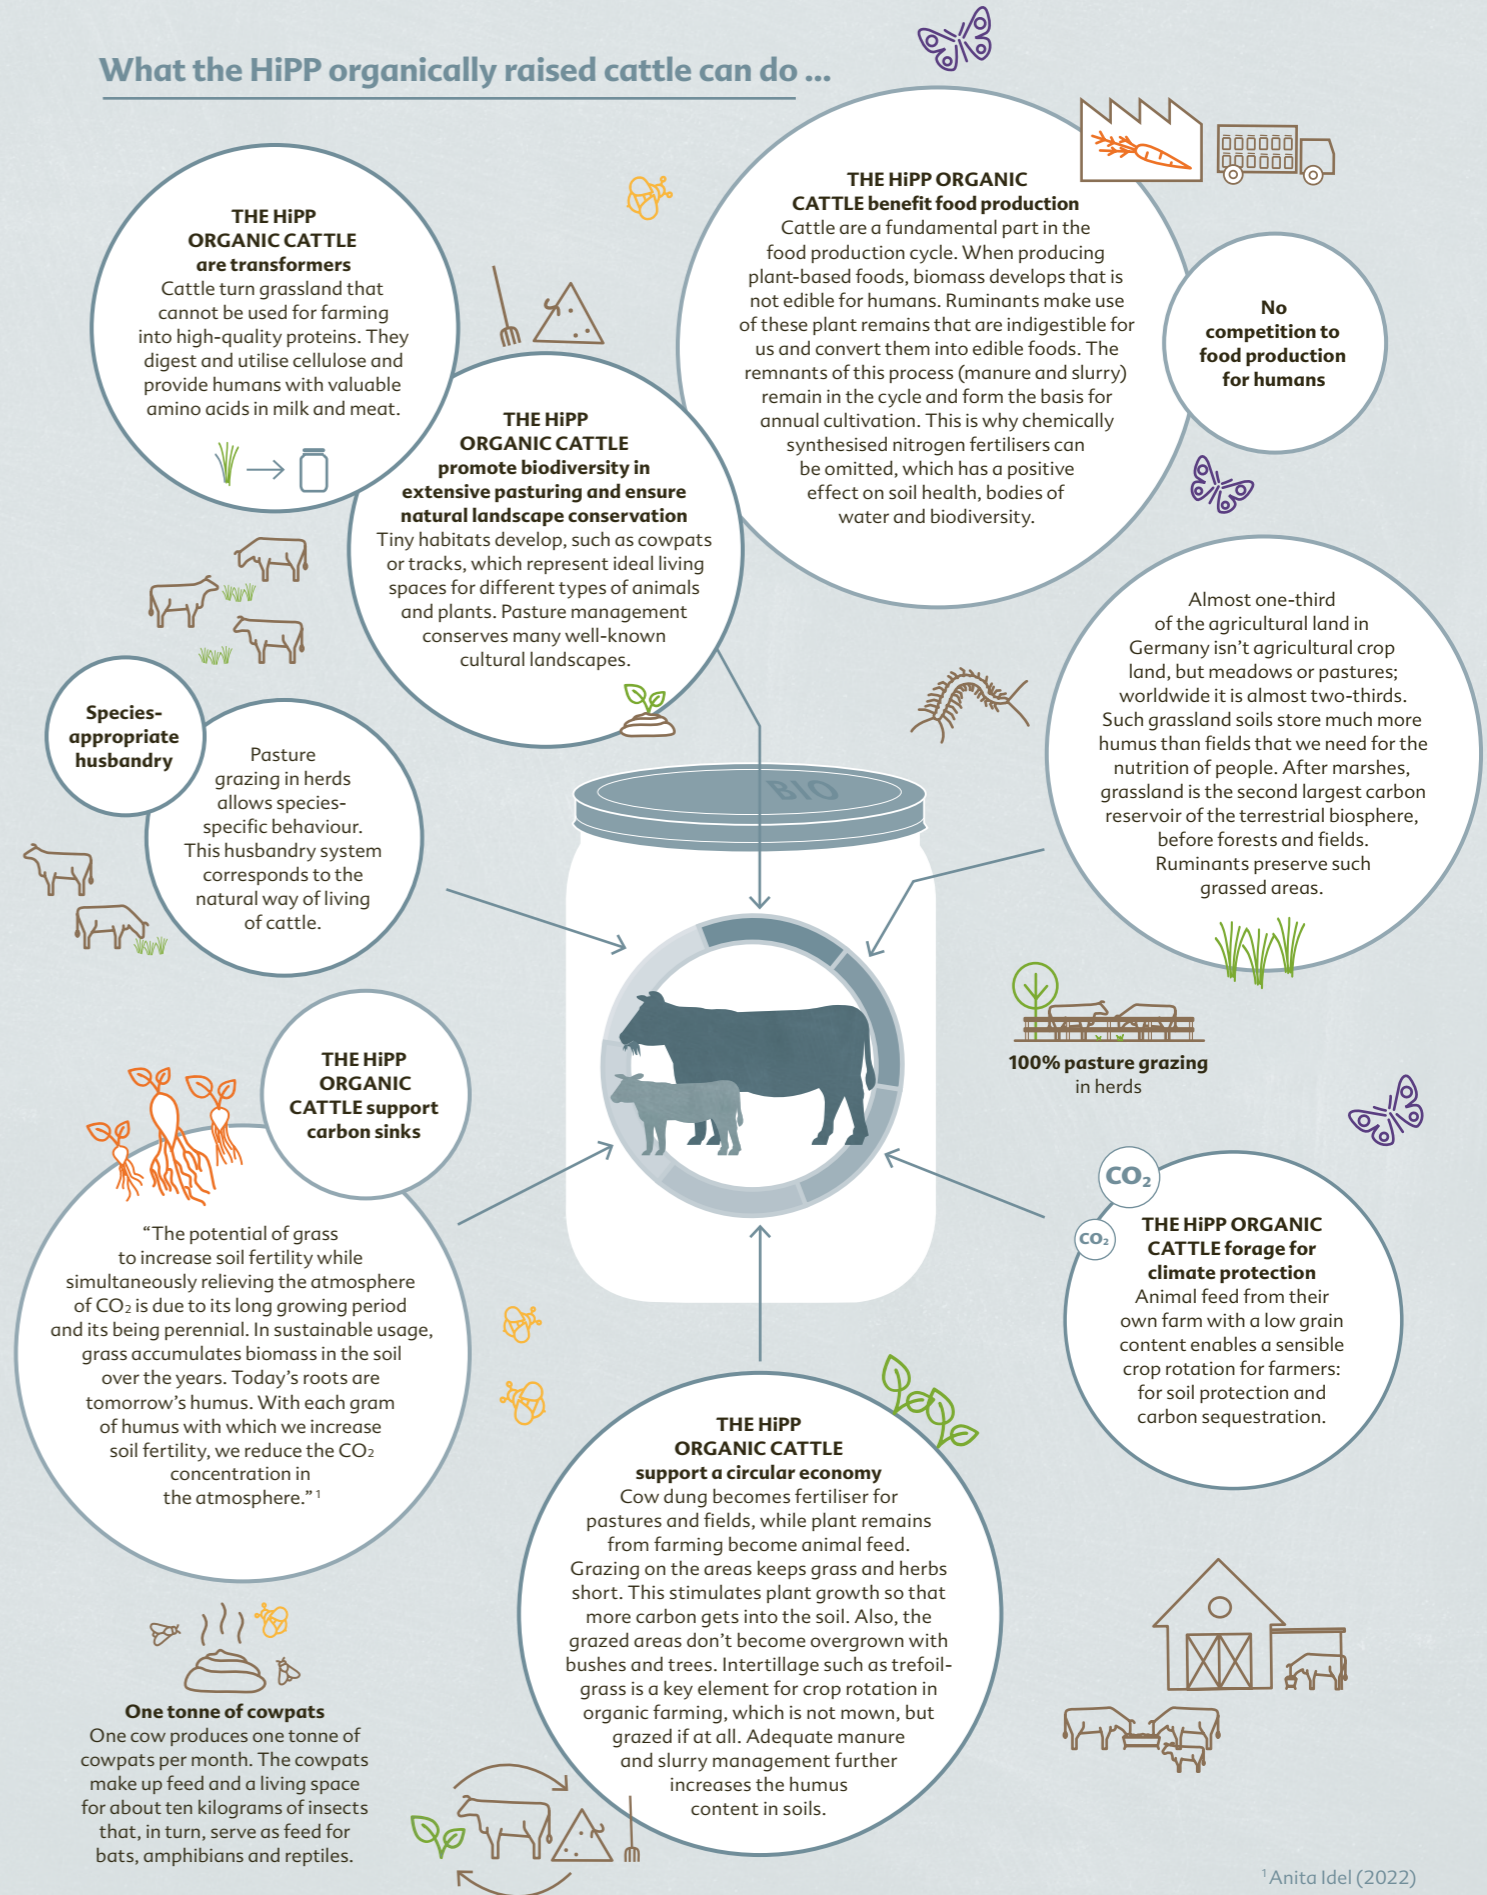 What the HiPP organically raised cattle can do ...
THE HiPP
ORGANIC CATTLE
are transformers
Cattle turn grassland that
cannot be used for farming
into high-quality proteins. They
digest and utilise cellulose and
provide humans with valuable
amino acids in milk and meat.
THE HiPP ORGANIC
CATTLE benefit food production
Cattle are a fundamental part in the
food production cycle. When producing
plant-based foods, biomass develops that is
not edible for humans. Ruminants make use
of these plant remains that are indigestible for
us and convert them into edible foods. The
remnants of this process (manure and slurry)
remain in the cycle and form the basis for
annual cultivation. This is why chemically
synthesised nitrogen fertilisers can
be omitted, which has a positive
effect on soil health, bodies of
water and biodiversity.
No
competition to
food production
for humans
THE HiPP
ORGANIC CATTLE
promote biodiversity in
extensive pasturing and ensure
natural landscape conservation
Tiny habitats develop, such as cowpats
or tracks, which represent ideal living
spaces for different types of animals
and plants. Pasture management
conserves many well-known
cultural landscapes.
Almost one-third
of the agricultural land in
Germany isn't agricultural crop
land, but meadows or pastures;
worldwide it is almost two-thirds.
Such grassland soils store much more
humus than fields that we need for the
nutrition of people. After marshes,
grassland is the second largest carbon
reservoir of the terrestrial biosphere,
before forests and fields.
Ruminants preserve such
grassed areas.
Species-
appropriate
husbandry
Pasture
grazing in herds
allows species-
specific behaviour.
This husbandry system
corresponds to the
natural way of living
of cattle.
BIO
100% pasture grazing
in herds
THE HiPP
ORGANIC
CATTLE support
carbon sinks
"The potential of grass
to increase soil fertility while
simultaneously relieving the atmosphere
of CO₂ is due to its long growing period
and its being perennial. In sustainable usage,
grass accumulates biomass in the soil
over the years. Today's roots are
tomorrow's humus. With each gram
of humus with which we increase
soil fertility, we reduce the CO₂
concentration in
the atmosphere." ¹
CO₂
CO₂
THE HiPP ORGANIC
CATTLE forage for
climate protection
Animal feed from their
own farm with a low grain
content enables a sensible
crop rotation for farmers:
for soil protection and
carbon sequestration.
THE HiPP
ORGANIC CATTLE
support a circular economy
Cow dung becomes fertiliser for
pastures and fields, while plant remains
from farming become animal feed.
Grazing on the areas keeps grass and herbs
short. This stimulates plant growth so that
more carbon gets into the soil. Also, the
grazed areas don't become overgrown with
bushes and trees. Intertillage such as trefoil-
grass is a key element for crop rotation in
organic farming, which is not mown, but
grazed if at all. Adequate manure
and slurry management further
increases the humus
content in soils.
One tonne of cowpats
One cow produces one tonne of
cowpats per month. The cowpats
make up feed and a living space
for about ten kilograms of insects
that, in turn, serve as feed for
bats, amphibians and reptiles.
¹ Anita Idel (2022)